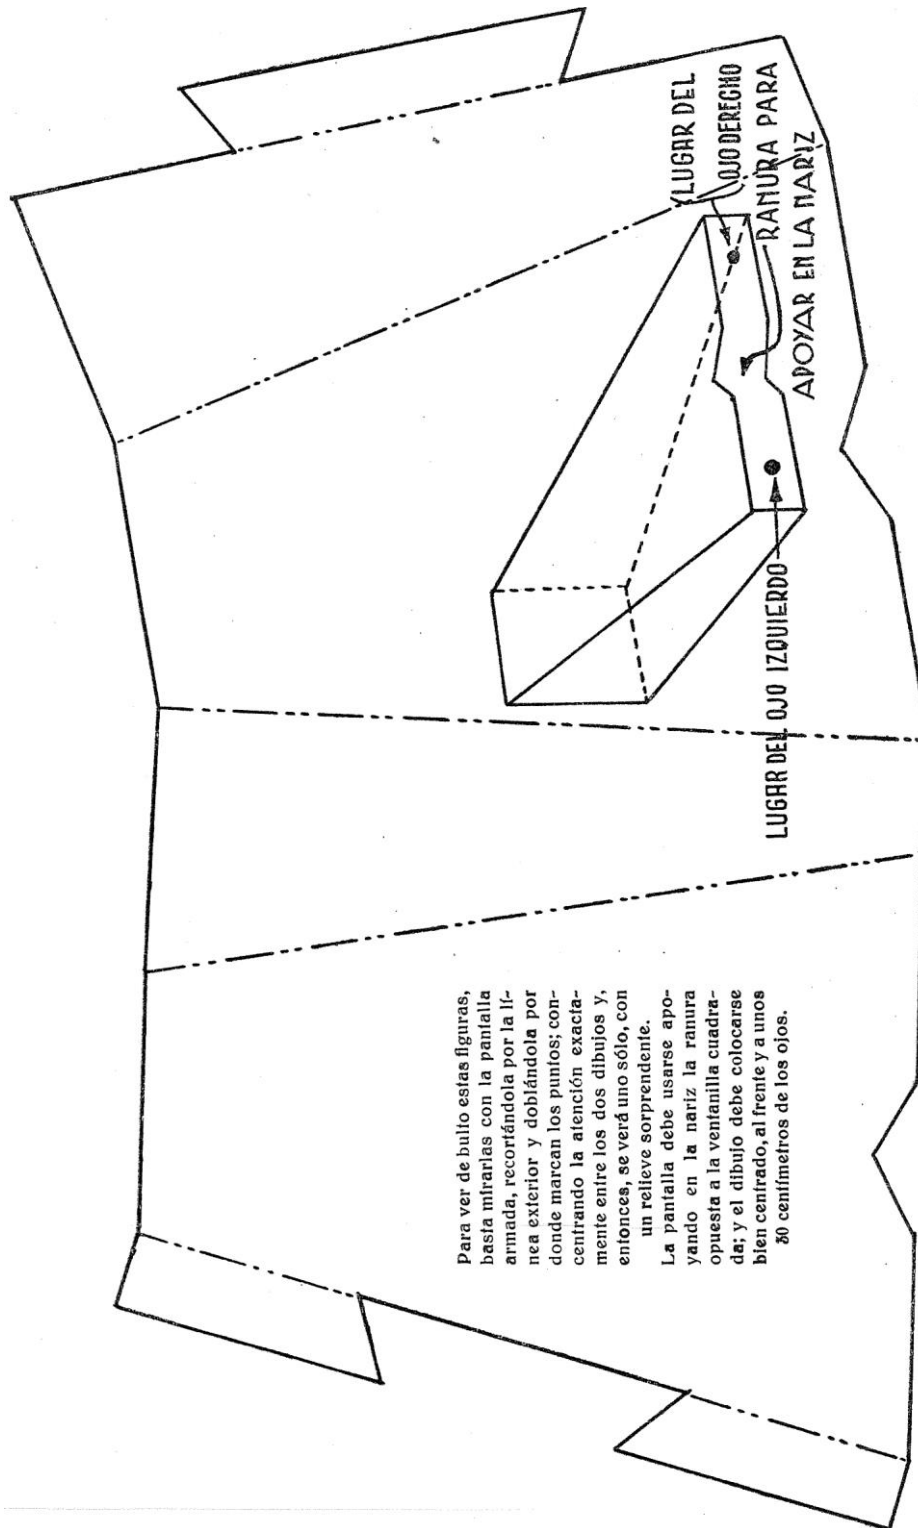 Para ver de bulto estas figuras,
basta mirarlas con la pantalla
armada, recortándola por la lí-
nea exterior y doblándola por
donde marcan los puntos; con-
centrando la atención exacta-
mente entre los dos dibujos y,
entonces, se verá uno sólo, con
un relieve sorprendente.
La pantalla debe usarse apo-
yando en la nariz la ranura
opuesta a la ventanilla cuadra-
da; y el dibujo debe colocarse
bien centrado, al frente y a unos
50 centímetros de los ojos.
LUGAR DEL OJO IZQUIERDO
LUGAR DEL
OJO DERECHO
RANURA PARA
APOYAR EN LA NARIZ